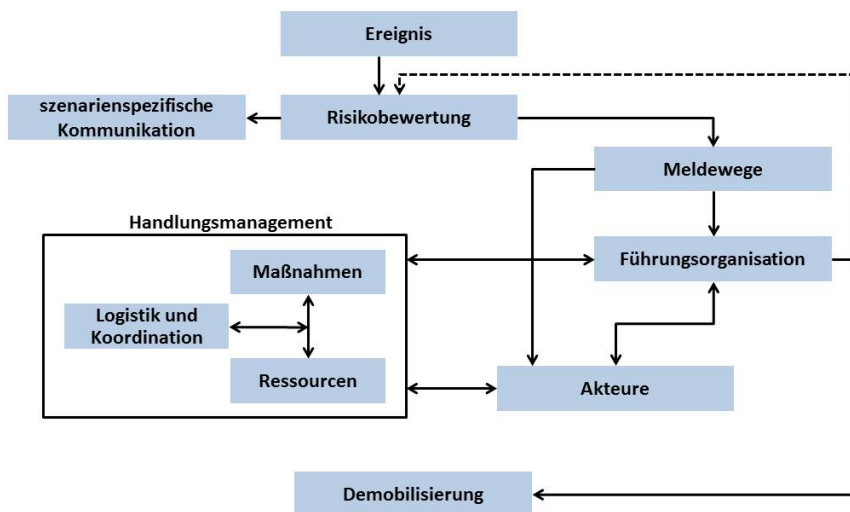 Ereignis
szenarienspezifische
Kommunikation
Risikobewertung
Meldewege
Handlungsmanagement
Führungsorganisation
Maßnahmen
Logistik und
Koordination
Ressourcen
Akteure
Demobilisierung